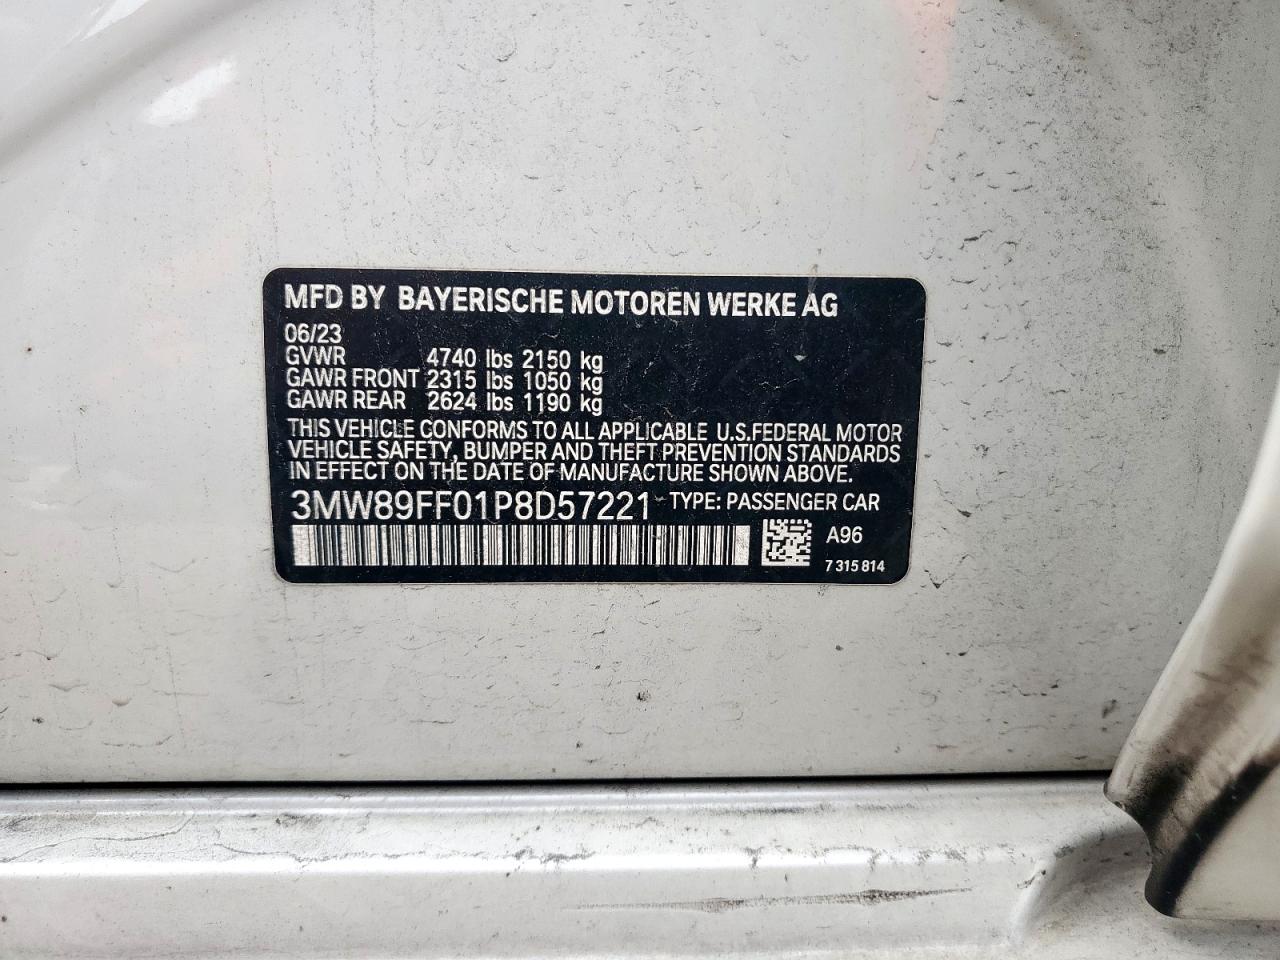 MFD BY BAYERISCHE MOTOREN WERKE AG
06/23
GVWR 4740 lbs 2150 kg
GAWR FRONT 2315 lbs 1050 kg
GAWR REAR 2624 lbs 1190 kg
THIS VEHICLE CONFORMS TO ALL APPLICABLE U.S.FEDERAL MOTOR
VEHICLE SAFETY, BUMPER AND THEFT PREVENTION STANDARDS
IN EFFECT ON THE DATE OF MANUFACTURE SHOWN ABOVE.
3MW89FF01P8D57221 TYPE: PASSENGER CAR
A96
7 315 814